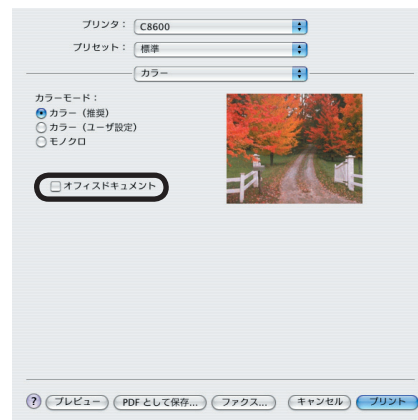 プリンタ： C8600
プリセット： 標準
カラー
カラーモード：
カラー（推奨）
カラー（ユーザ設定）
モノクロ
オフィスドキュメント
? プレビュー PDF として保存... ファクス... キャンセル プリント